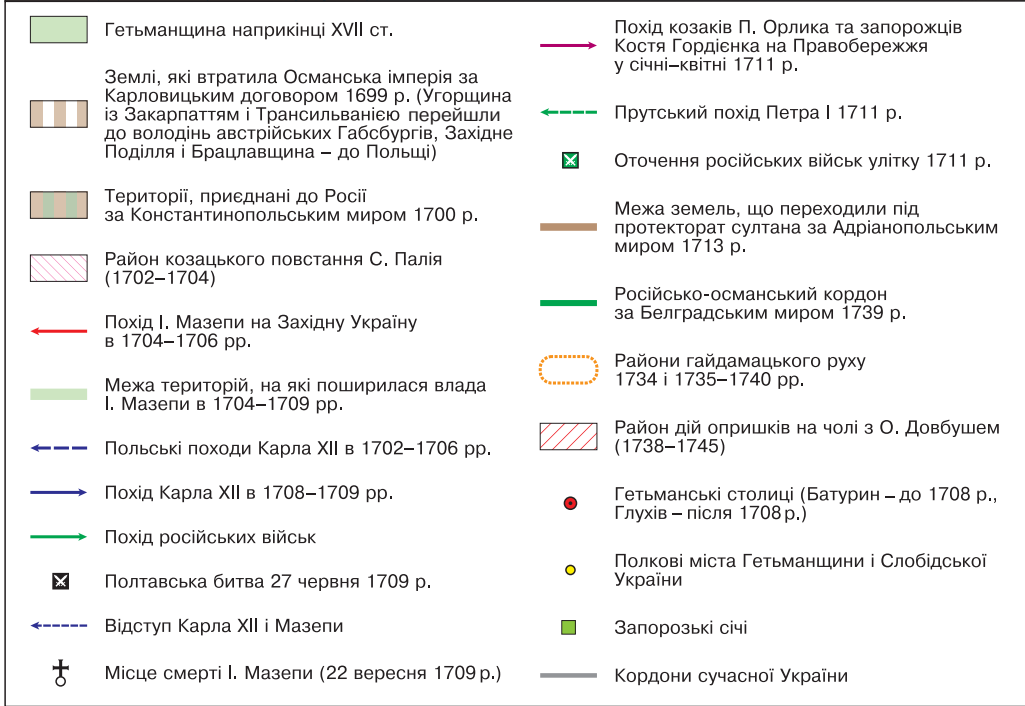 Гетьманщина наприкінці XVII ст.
Землі, які втратила Османська імперія за
Карловицьким договором 1699 р. (Угорщина
із Закарпаттям і Трансильванією перейшли
до володінь австрійських Габсбургів, Західне
Поділля і Брацлавщина – до Польщі)
Території, приєднані до Росії
за Константинопольським миром 1700 р.
Район козацького повстання С. Палія
(1702–1704)
Похід І. Мазепи на Західну Україну
в 1704–1706 рр.
Межа територій, на які поширилася влада
І. Мазепи в 1704–1709 рр.
Польські походи Карла XII в 1702–1706 рр.
Похід Карла XII в 1708–1709 рр.
Похід російських військ
Полтавська битва 27 червня 1709 р.
Відступ Карла XII і Мазепи
Місце смерті І. Мазепи (22 вересня 1709 р.)
Похід козаків П. Орлика та запорожців
Костя Гордієнка на Правобережжя
у січні–квітні 1711 р.
Прутський похід Петра І 1711 р.
Оточення російських військ улітку 1711 р.
Межа земель, що переходили під
протекторат султана за Адріанопольським
миром 1713 р.
Російсько-османський кордон
за Белградським миром 1739 р.
Райони гайдамацького руху
1734 і 1735–1740 рр.
Район дій опришків на чолі з О. Довбушем
(1738–1745)
Гетьманські столиці (Батурин – до 1708 р.,
Глухів – після 1708 р.)
Полкові міста Гетьманщини і Слобідської
України
Запорозькі січі
Кордони сучасної України